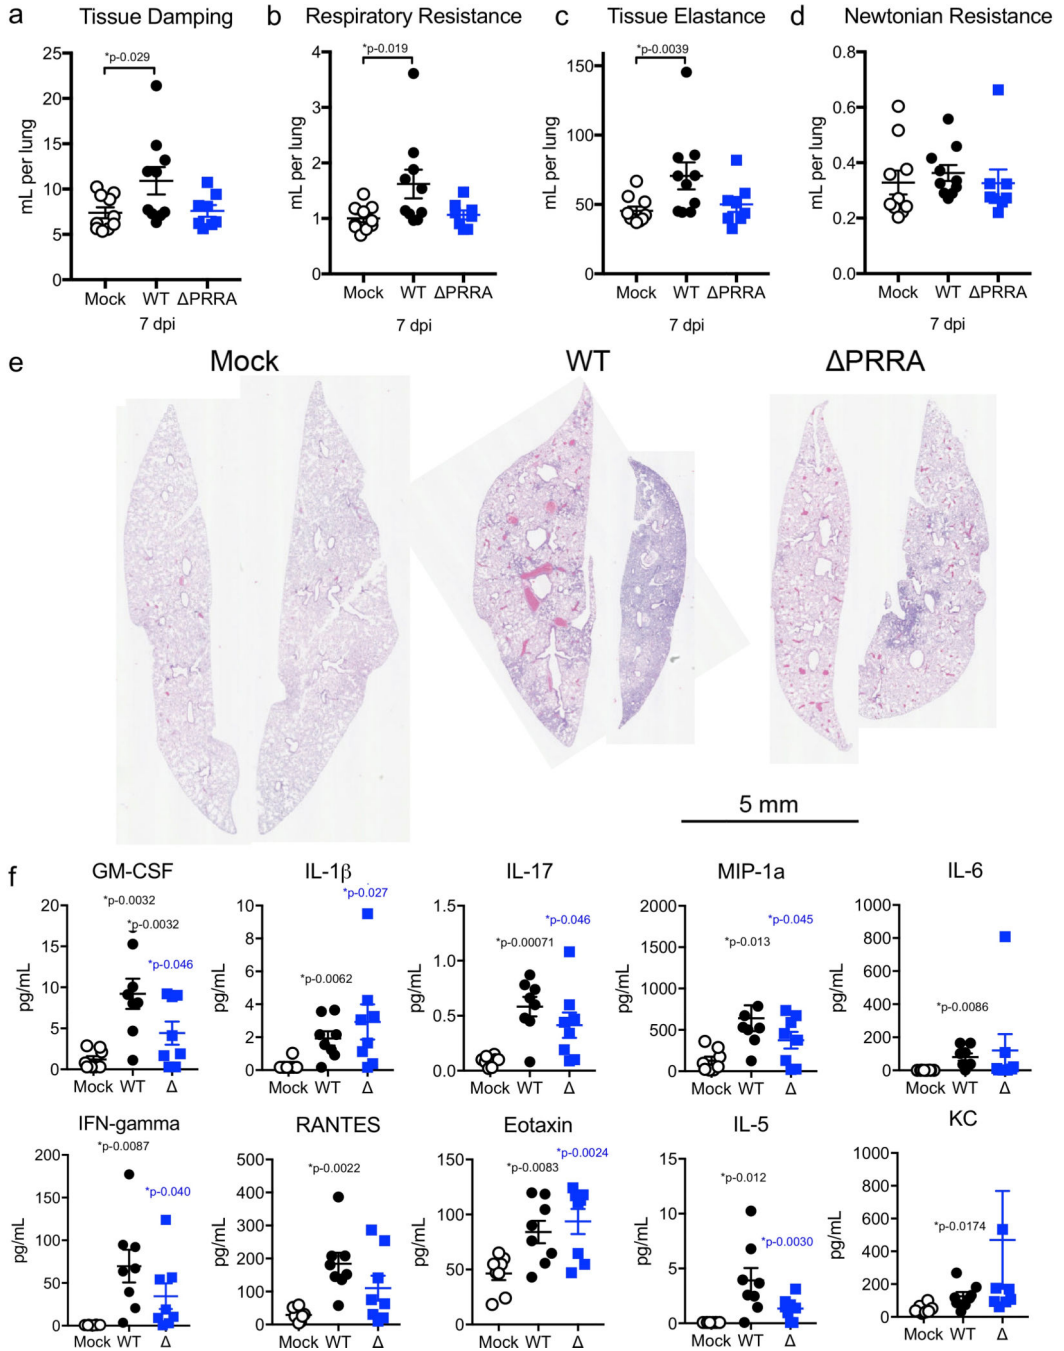 a Tissue Damping
*p-0.029
mL per lung
25
20
15
10
5
0
Mock WT ΔPRRA
7 dpi
b Respiratory Resistance
*p-0.019
mL per lung
4
3
2
1
0
Mock WT ΔPRRA
7 dpi
c Tissue Elastance
*p-0.0039
mL per lung
150
100
50
0
Mock WT ΔPRRA
7 dpi
d Newtonian Resistance
mL per lung
0.8
0.6
0.4
0.2
0.0
Mock WT ΔPRRA
7 dpi
e Mock WT ΔPRRA
5 mm
f GM-CSF
*p-0.0032
*p-0.0032
*p-0.046
pg/mL
20
15
10
5
0
Mock WT Δ
IL-1β
*p-0.027
*p-0.0062
pg/mL
10
8
6
4
2
0
Mock WT Δ
IL-17
*p-0.046
*p-0.00071
pg/mL
1.5
1.0
0.5
0.0
Mock WT Δ
MIP-1a
*p-0.045
*p-0.013
pg/mL
2000
1500
1000
500
0
Mock WT Δ
IL-6
*p-0.0086
pg/mL
1000
800
600
400
200
0
Mock WT Δ
IFN-gamma
*p-0.0087
*p-0.040
pg/mL
200
150
100
50
0
Mock WT Δ
RANTES
*p-0.0022
pg/mL
500
400
300
200
100
0
Mock WT Δ
Eotaxin
*p-0.0024
*p-0.0083
pg/mL
150
100
50
0
Mock WT Δ
IL-5
*p-0.012
*p-0.0030
pg/mL
15
10
5
0
Mock WT Δ
KC
*p-0.0174
pg/mL
1000
800
600
400
200
0
Mock WT Δ